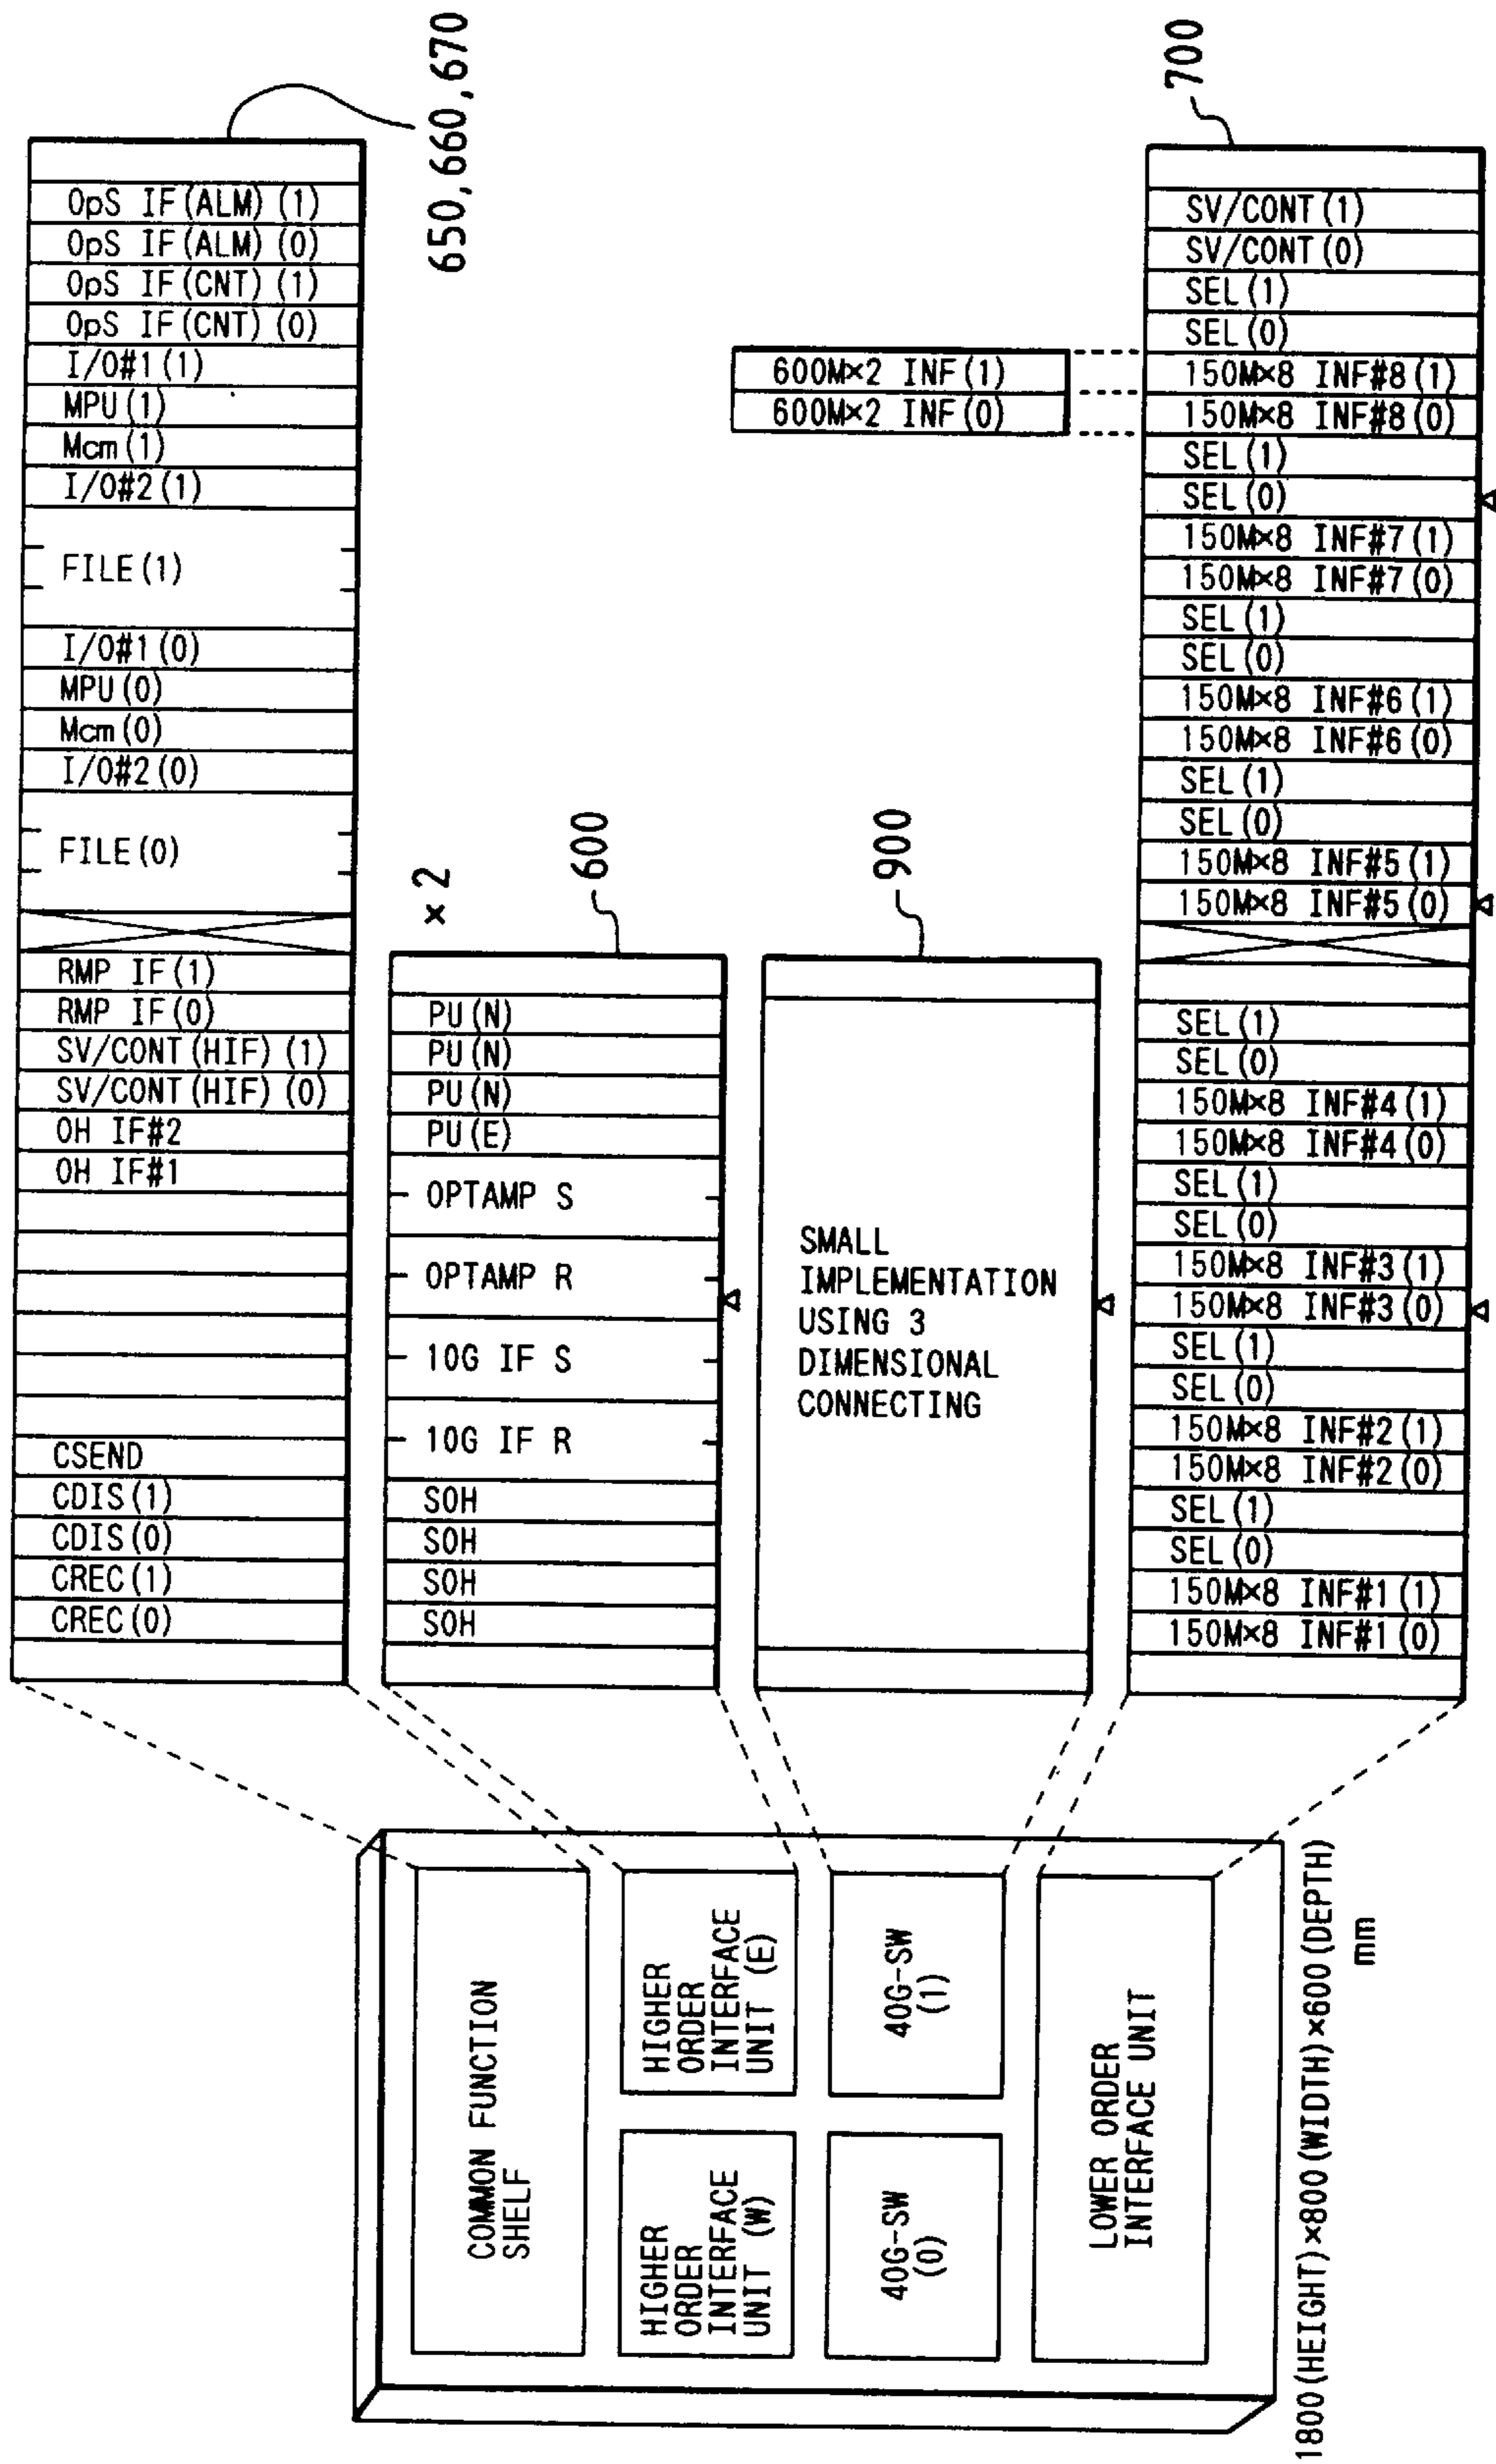 COMMON FUNCTION
SHELF
HIGHER
ORDER
INTERFACE
UNIT (W)
HIGHER
ORDER
INTERFACE
UNIT (E)
40G-SW
(0)
40G-SW
(1)
LOWER ORDER
INTERFACE UNIT
1800(HEIGHT)×800(WIDTH)×600(DEPTH)
mm
CREC(0)
CREC(1)
CDIS(0)
CDIS(1)
CSEND
OH IF#1
OH IF#2
SV/CONT(HIF)(0)
SV/CONT(HIF)(1)
RMP IF(0)
RMP IF(1)
FILE(0)
I/O#2(0)
Mcm(0)
MPU(0)
I/O#1(0)
FILE(1)
I/O#2(1)
Mcm(1)
MPU(1)
I/O#1(1)
OpS IF(CNT)(0)
OpS IF(CNT)(1)
OpS IF(ALM)(0)
OpS IF(ALM)(1)
650,660,670
SOH
SOH
SOH
SOH
10G IF R
10G IF S
OPTAMP R
OPTAMP S
PU(E)
PU(N)
PU(N)
PU(N)
×2
600
SMALL
IMPLEMENTATION
USING 3
DIMENSIONAL
CONNECTING
900
600M×2 INF(0)
600M×2 INF(1)
150M×8 INF#1(0)
150M×8 INF#1(1)
SEL(0)
SEL(1)
150M×8 INF#2(0)
150M×8 INF#2(1)
SEL(0)
SEL(1)
150M×8 INF#3(0)
150M×8 INF#3(1)
SEL(0)
SEL(1)
150M×8 INF#4(0)
150M×8 INF#4(1)
SEL(0)
SEL(1)
150M×8 INF#5(0)
150M×8 INF#5(1)
SEL(0)
SEL(1)
150M×8 INF#6(0)
150M×8 INF#6(1)
SEL(0)
SEL(1)
150M×8 INF#7(0)
150M×8 INF#7(1)
SEL(0)
SEL(1)
150M×8 INF#8(0)
150M×8 INF#8(1)
SEL(0)
SEL(1)
SV/CONT(0)
SV/CONT(1)
700